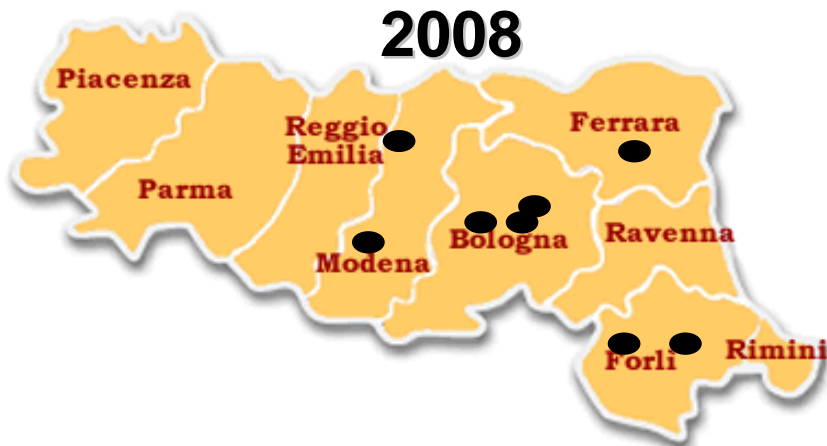 2008
Piacenza
Reggio
Emilia
Ferrara
Parma
Modena
Bologna
Ravenna
Forlì
Rimini